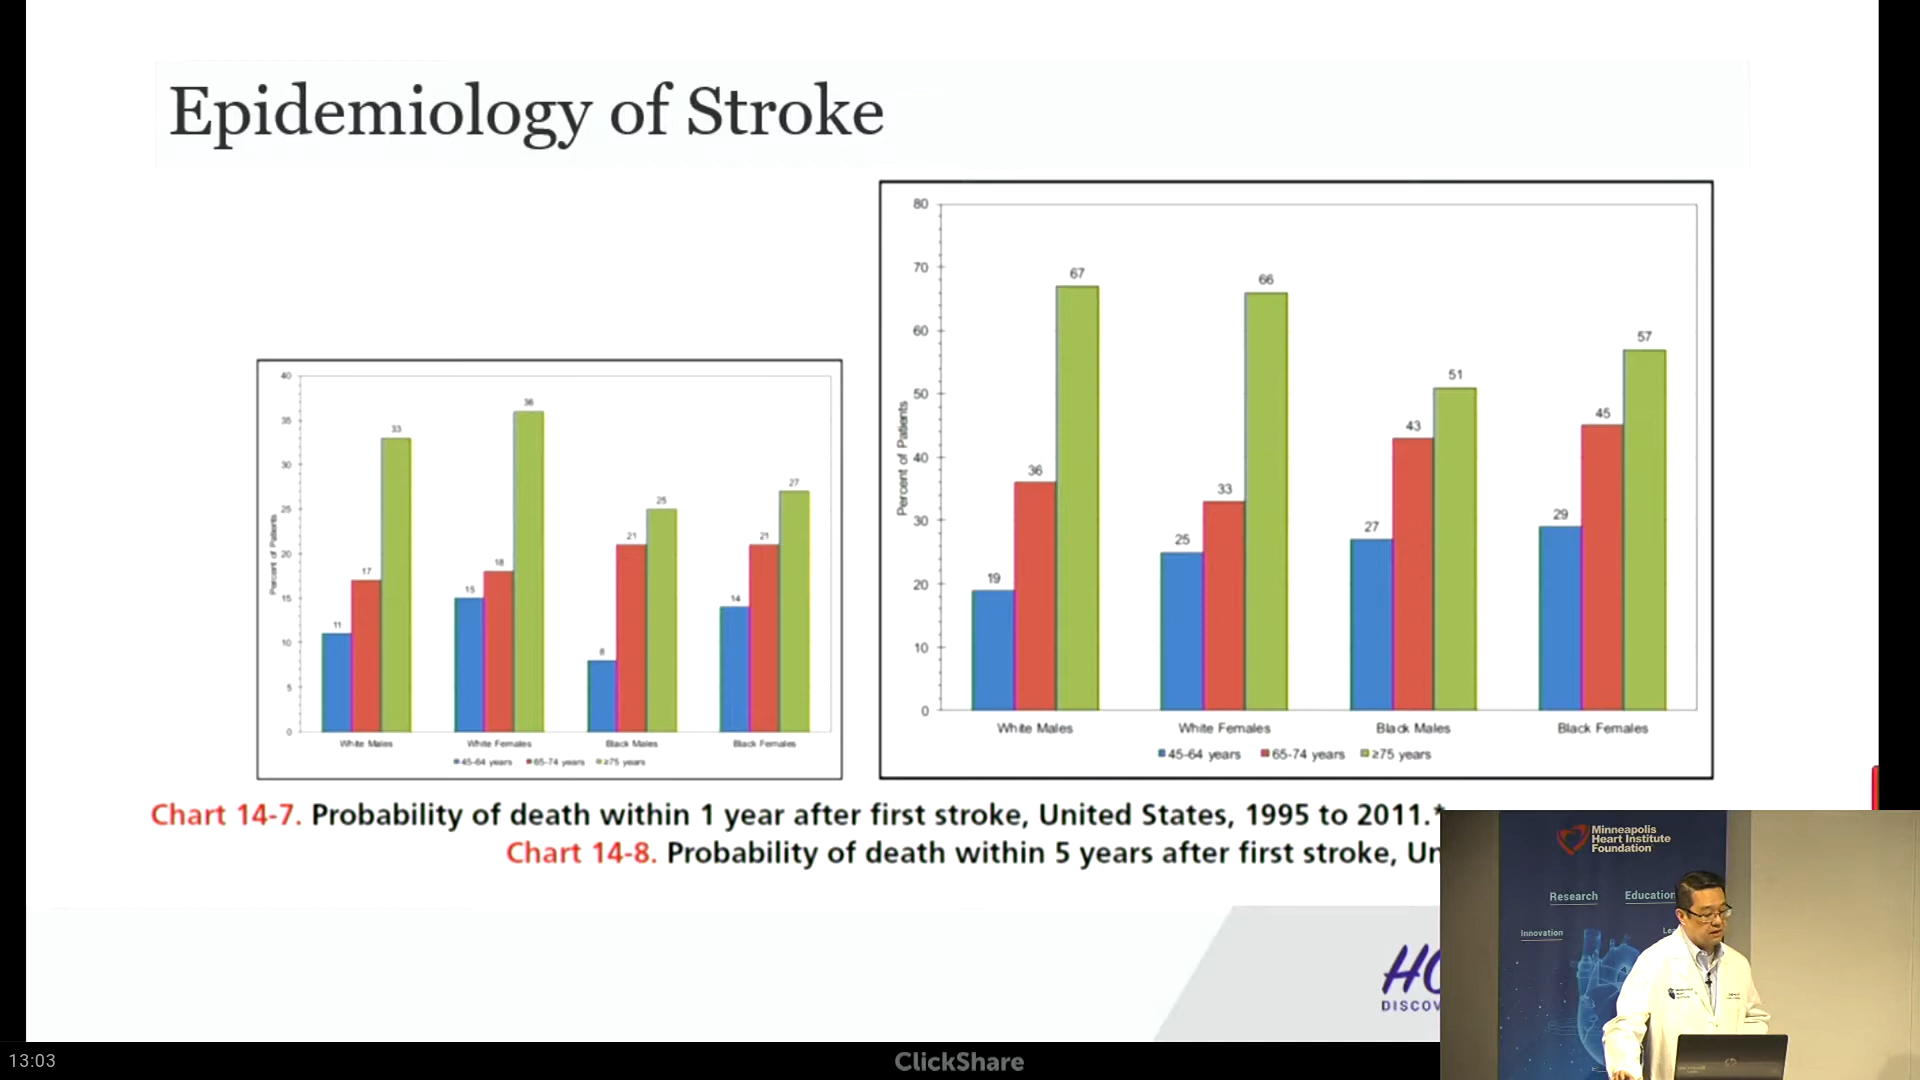 Epidemiology of Stroke
40
35
30
25
20
15
10
5
0
Percent of Patients
11
17
33
15
18
36
8
21
25
14
21
27
White Males
White Females
Black Males
Black Females
45-64 years
65-74 years
≥75 years
80
70
60
50
40
30
20
10
0
Percent of Patients
19
36
67
25
33
66
27
43
51
29
45
57
White Males
White Females
Black Males
Black Females
45-64 years
65-74 years
≥75 years
Chart 14-7. Probability of death within 1 year after first stroke, United States, 1995 to 2011.*
Chart 14-8. Probability of death within 5 years after first stroke, Un
DISCOV
Minneapolis
Heart Institute
Foundation
Research
Education
Innovation
13:03
ClickShare